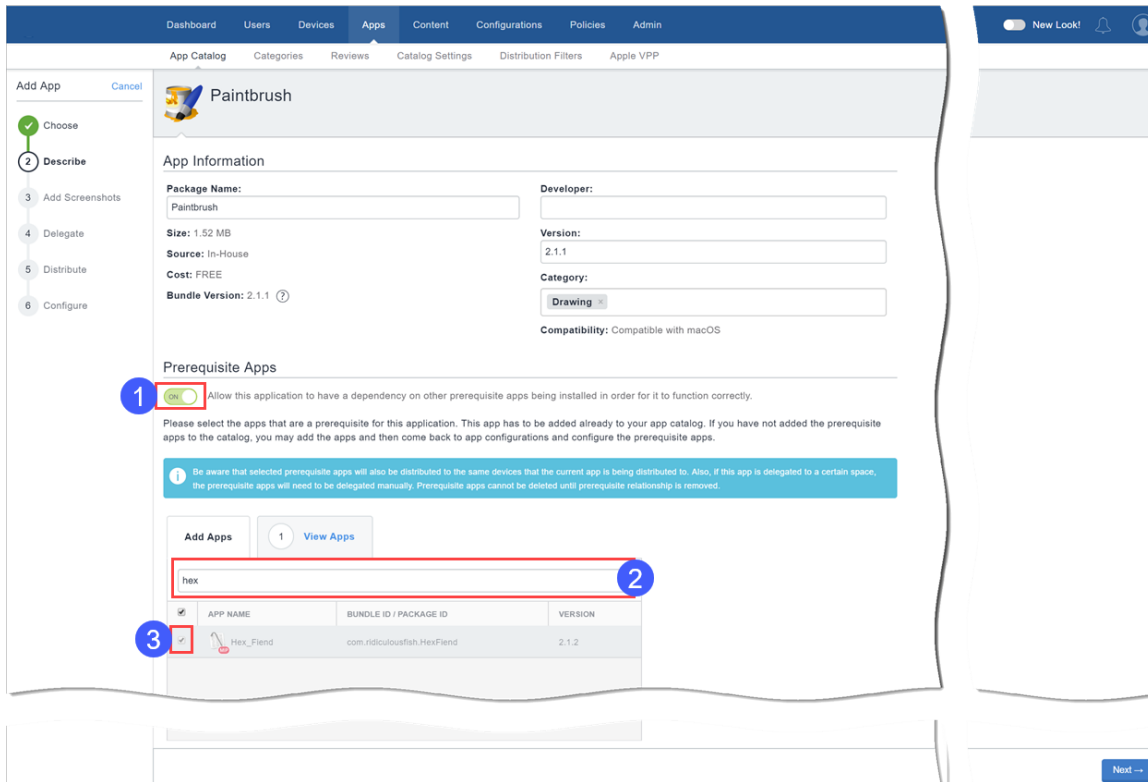 Dashboard Users Devices Apps Content Configurations Policies Admin New Look!
App Catalog Categories Reviews Catalog Settings Distribution Filters Apple VPP
Add App Cancel
Paintbrush
Choose
2 Describe
3 Add Screenshots
4 Delegate
5 Distribute
6 Configure
App Information
Package Name:
Paintbrush
Size: 1.52 MB
Source: In-House
Cost: FREE
Bundle Version: 2.1.1 ?
Developer:
Version:
2.1.1
Category:
Drawing ×
Compatibility: Compatible with macOS
Prerequisite Apps
1 ON Allow this application to have a dependency on other prerequisite apps being installed in order for it to function correctly.
Please select the apps that are a prerequisite for this application. This app has to be added already to your app catalog. If you have not added the prerequisite
apps to the catalog, you may add the apps and then come back to app configurations and configure the prerequisite apps.
i Be aware that selected prerequisite apps will also be distributed to the same devices that the current app is being distributed to. Also, if this app is delegated to a certain space,
the prerequisite apps will need to be delegated manually. Prerequisite apps cannot be deleted until prerequisite relationship is removed.
Add Apps 1 View Apps
hex 2
APP NAME BUNDLE ID / PACKAGE ID VERSION
3 Hex_Fiend com.ridiculousfish.HexFiend 2.1.2
Next →